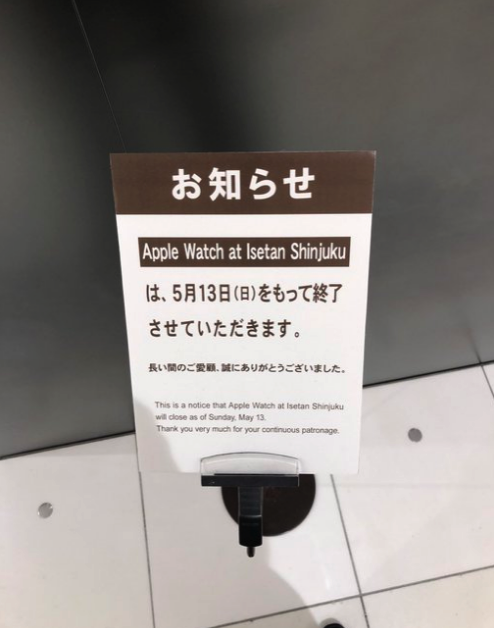 お知らせ
Apple Watch at Isetan Shinjuku
は、5月13日(日)をもって終了
させていただきます。
長い間のご愛顧、誠にありがとうございました。
This is a notice that Apple Watch at Isetan Shinjuku
will close as of Sunday, May 13.
Thank you very much for your continuous patronage.